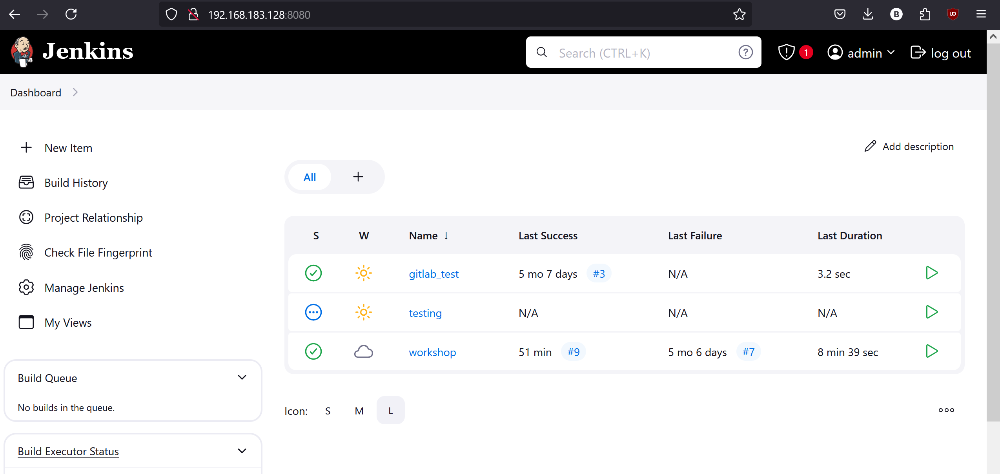 192.168.183.128:8080
B
UO
Jenkins
Search (CTRL+K)
?
1
admin
log out
Dashboard
New Item
Add description
Build History
All
Project Relationship
Check File Fingerprint
Manage Jenkins
My Views
S W Name ↓ Last Success Last Failure Last Duration
gitlab_test 5 mo 7 days #3 N/A 3.2 sec
testing N/A N/A N/A
workshop 51 min #9 5 mo 6 days #7 8 min 39 sec
Build Queue
No builds in the queue.
Icon: S M L
Build Executor Status